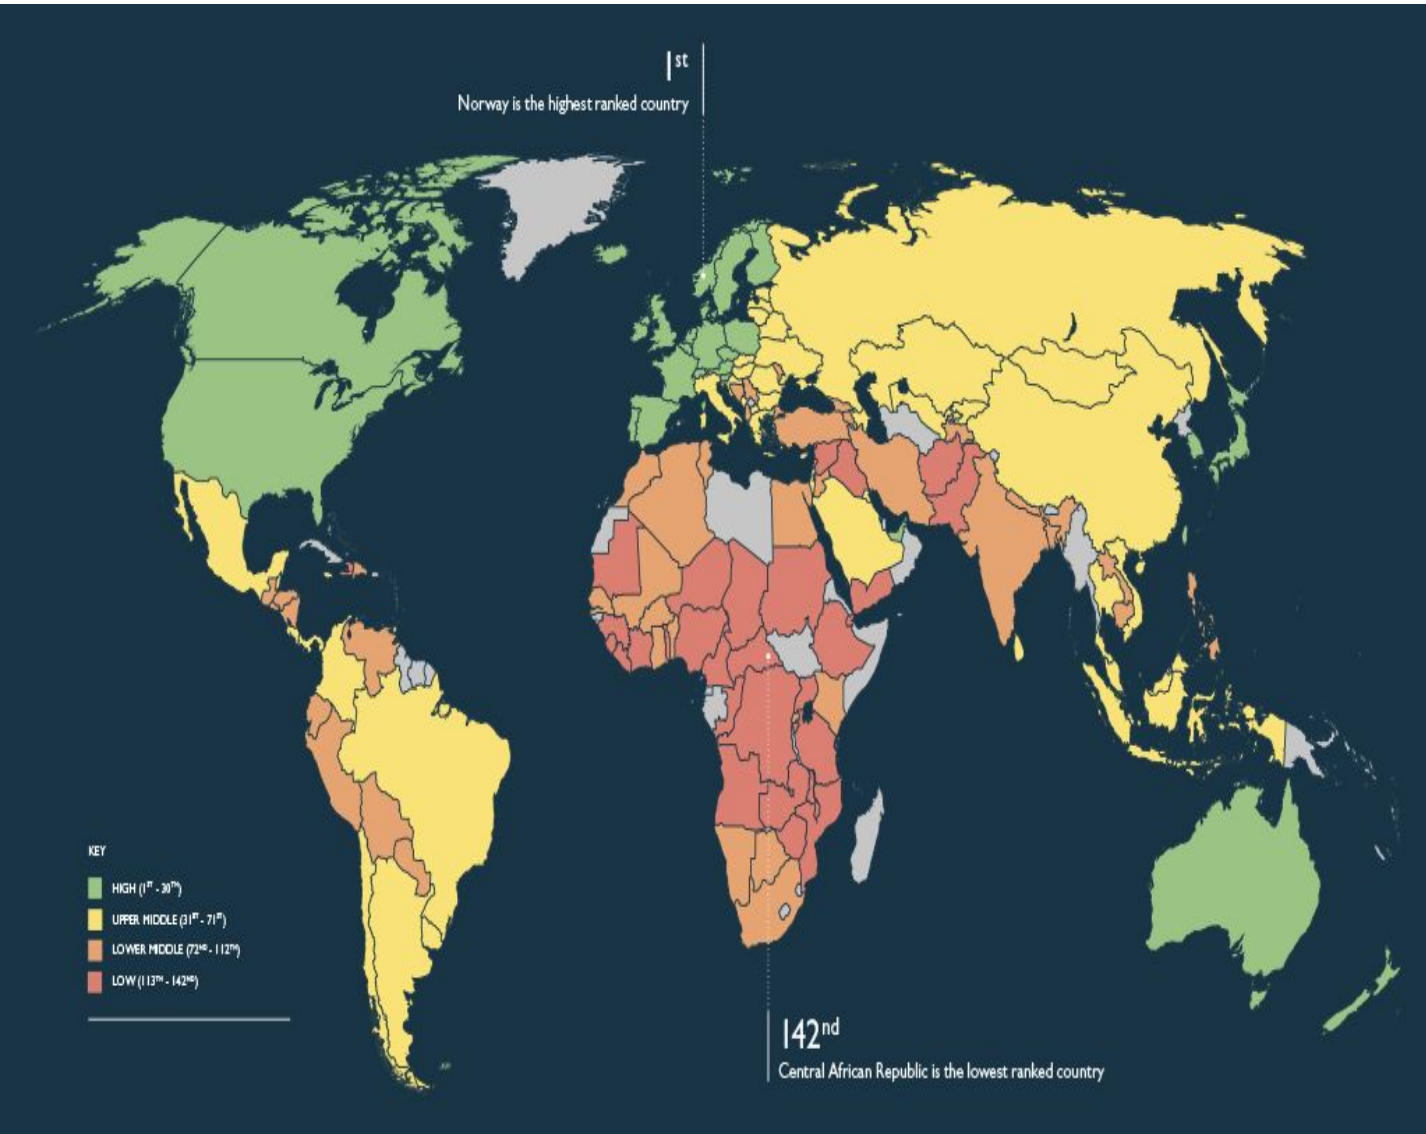 1st
Norway is the highest ranked country
KEY
HIGH (1ST - 30TH)
UPPER MIDDLE (31ST - 71ST)
LOWER MIDDLE (72ND - 112TH)
LOW (113TH - 142ND)
142nd
Central African Republic is the lowest ranked country